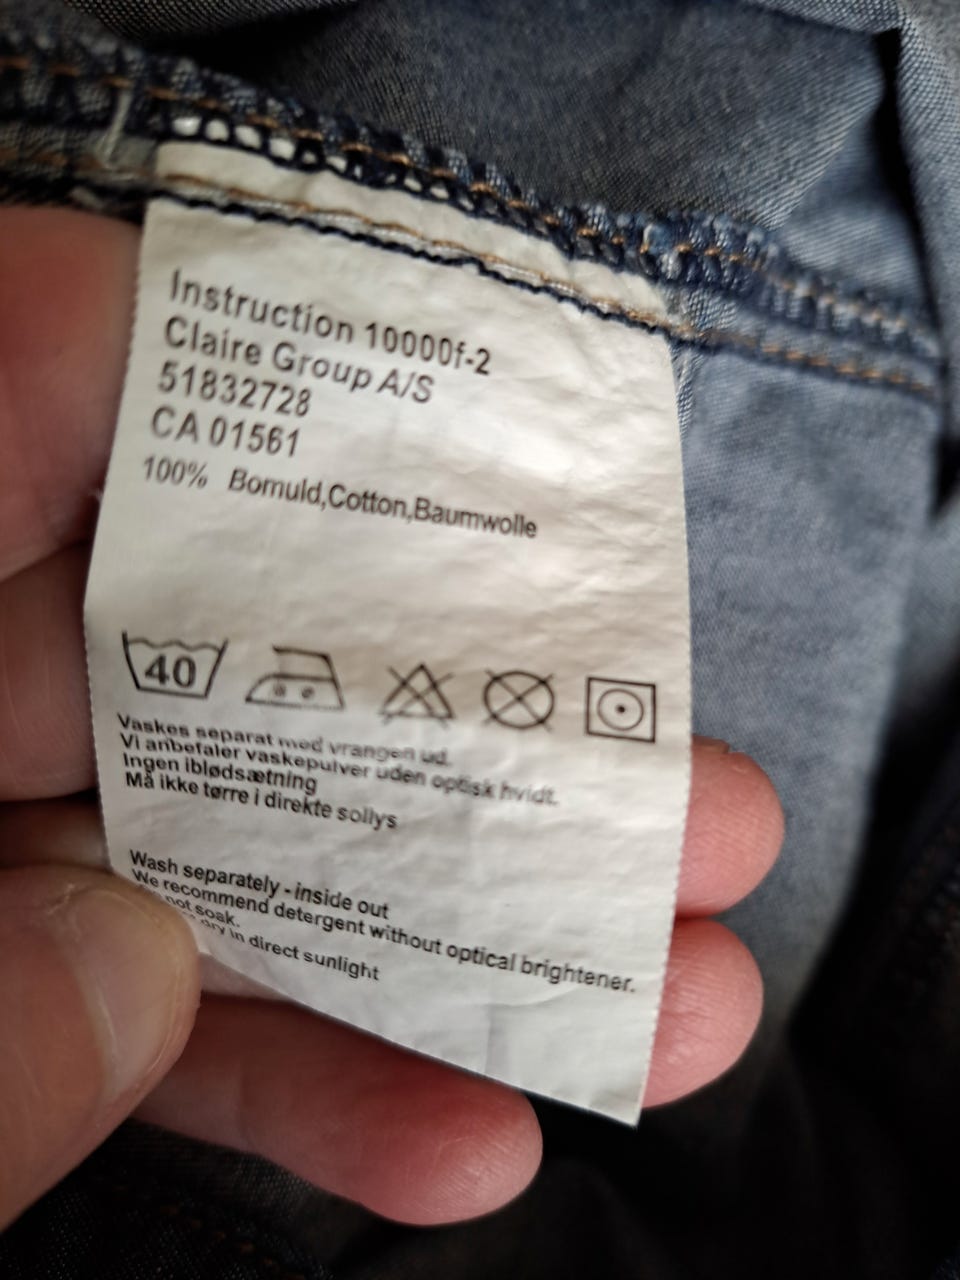 Instruction 10000f-2
Claire Group A/S
51832728
CA 01561
100% Bomuld,Cotton,Baumwolle
40
Vaskes separat med vrangen ud.
Vi anbefaler vaskepulver uden optisk hvidt.
Ingen iblødsætning
Må ikke tørre i direkte sollys
Wash separately - inside out
We recommend detergent without optical brightener.
not soak.
dry in direct sunlight